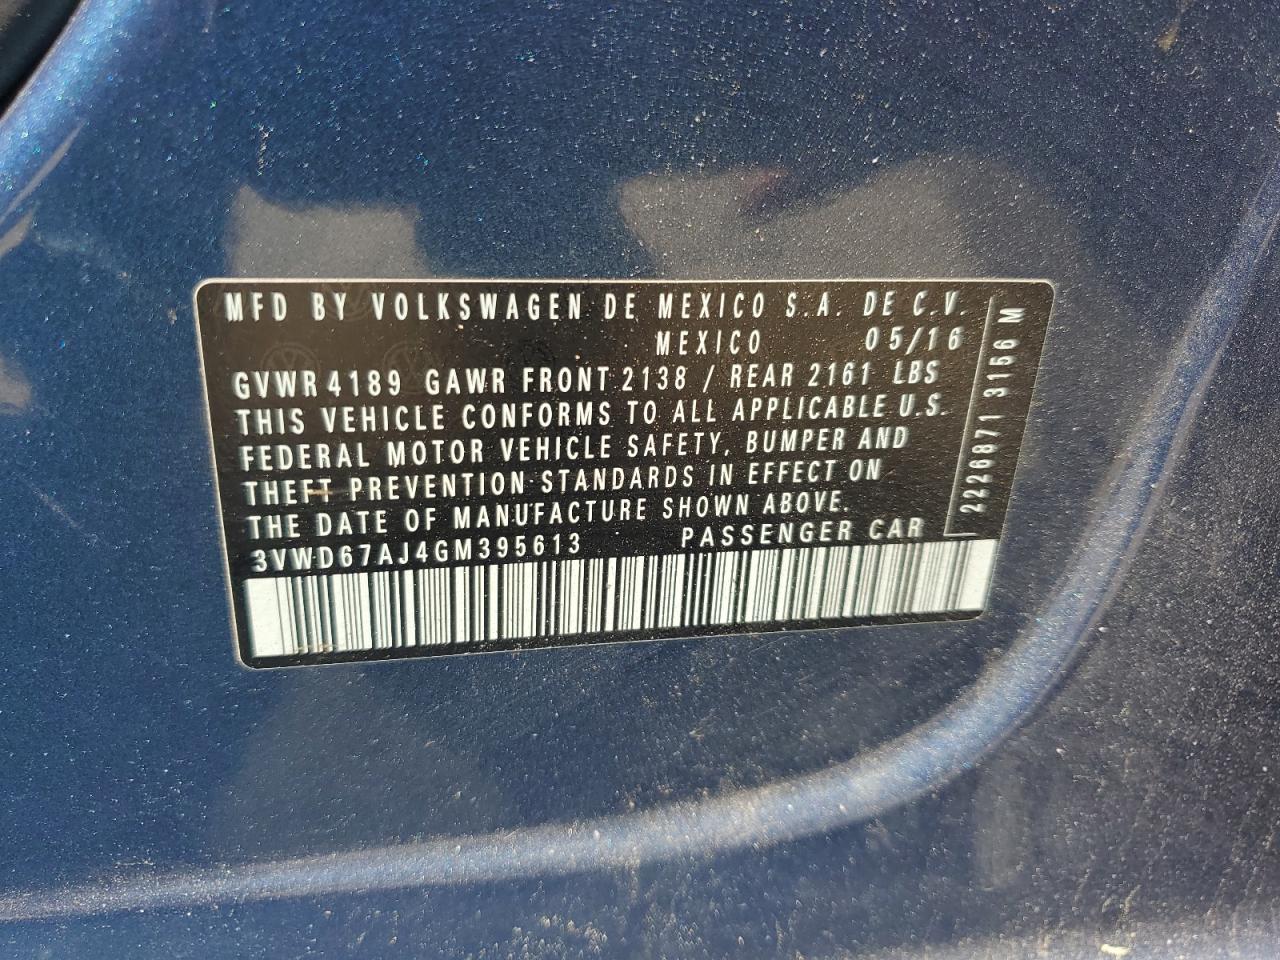 MFD BY VOLKSWAGEN DE MEXICO S.A. DE C.V.
MEXICO 05/16
GVWR 4189 GAWR FRONT 2138 / REAR 2161 LBS
THIS VEHICLE CONFORMS TO ALL APPLICABLE U.S.
FEDERAL MOTOR VEHICLE SAFETY, BUMPER AND
THEFT PREVENTION STANDARDS IN EFFECT ON
THE DATE OF MANUFACTURE SHOWN ABOVE.
3VWD67AJ4GM395613 PASSENGER CAR
2226871 3166 M